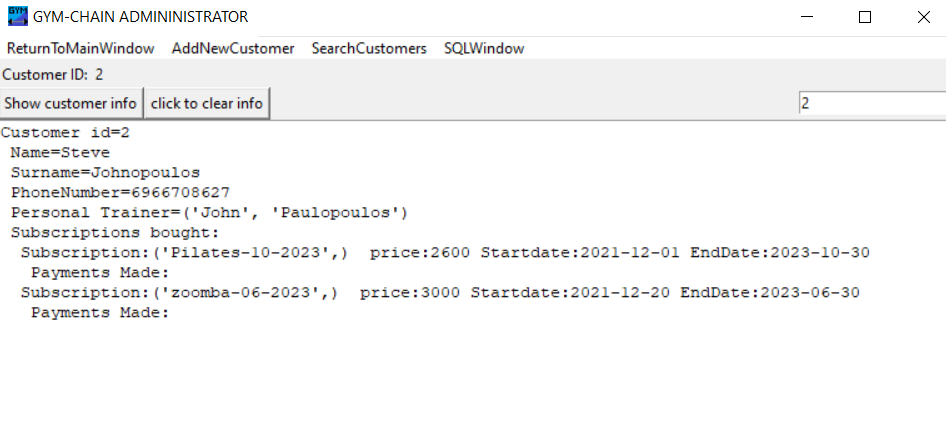 GYM
GYM-CHAIN ADMININISTRATOR
ReturnToMainWindow AddNewCustomer SearchCustomers SQLWindow
Customer ID: 2
Show customer info click to clear info 2
Customer id=2
Name=Steve
Surname=Johnopoulos
PhoneNumber=6966708627
Personal Trainer=('John', 'Paulopoulos')
Subscriptions bought:
Subscription:('Pilates-10-2023',) price:2600 Startdate:2021-12-01 EndDate:2023-10-30
Payments Made:
Subscription:('zoomba-06-2023',) price:3000 Startdate:2021-12-20 EndDate:2023-06-30
Payments Made: